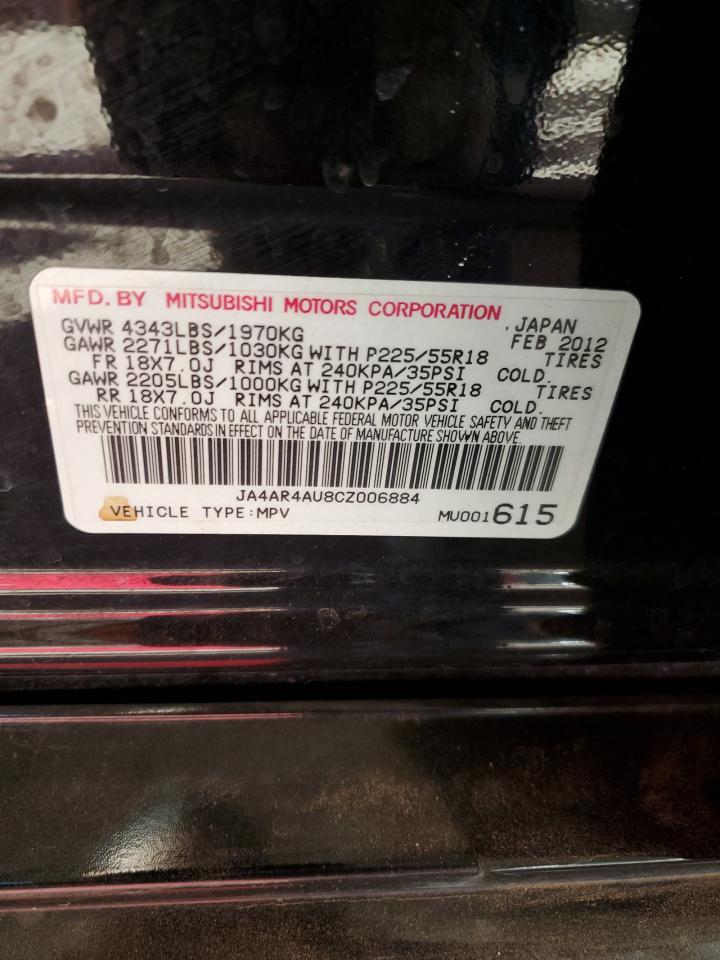 MFD. BY MITSUBISHI MOTORS CORPORATION
, JAPAN
GVWR 4343LBS/1970KG FEB 2012
GAWR 2271LBS/1030KG WITH P225/55R18 TIRES
FR 18X7.0J RIMS AT 240KPA/35PSI COLD.
GAWR 2205LBS/1000KG WITH P225/55R18 TIRES
RR 18X7.0J RIMS AT 240KPA/35PSI COLD.
THIS VEHICLE CONFORMS TO ALL APPLICABLE FEDERAL MOTOR VEHICLE SAFETY AND THEFT
PREVENTION STANDARDS IN EFFECT ON THE DATE OF MANUFACTURE SHOWN ABOVE.
JA4AR4AU8CZ006884
VEHICLE TYPE:MPV MU001615